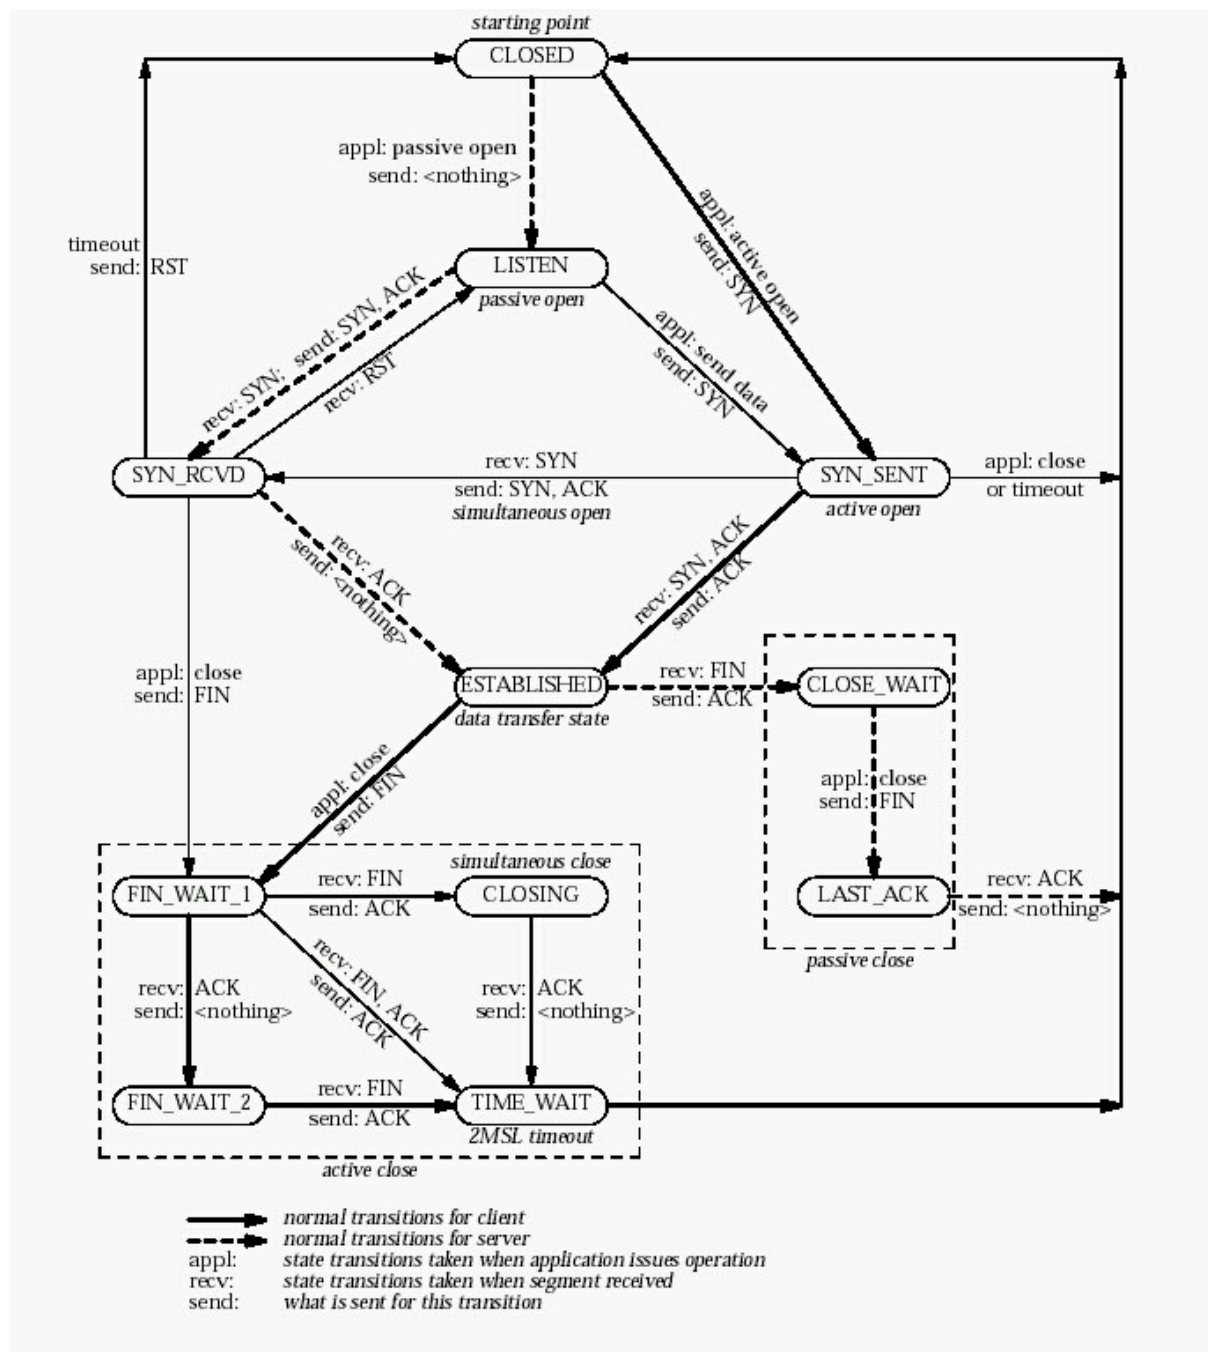 starting point
CLOSED
appl: passive open
send: <nothing>
appl: active open
send: SYN
timeout
send: RST
LISTEN
passive open
recv: SYN; send: SYN, ACK
recv: RST
appl: send data
send: SYN
SYN_RCVD
recv: SYN
send: SYN, ACK
simultaneous open
SYN_SENT
active open
appl: close
or timeout
recv: ACK
send: <nothing>
recv: SYN, ACK
send: ACK
appl: close
send: FIN
ESTABLISHED
data transfer state
recv: FIN
send: ACK
CLOSE_WAIT
appl: close
send: FIN
appl: close
send: FIN
LAST_ACK
recv: ACK
send: <nothing>
passive close
simultaneous close
FIN_WAIT_1
recv: FIN
send: ACK
CLOSING
recv: ACK
send: <nothing>
recv: FIN, ACK
send: ACK
recv: ACK
send: <nothing>
FIN_WAIT_2
recv: FIN
send: ACK
TIME_WAIT
2MSL timeout
active close
normal transitions for client
normal transitions for server
appl: state transitions taken when application issues operation
recv: state transitions taken when segment received
send: what is sent for this transition